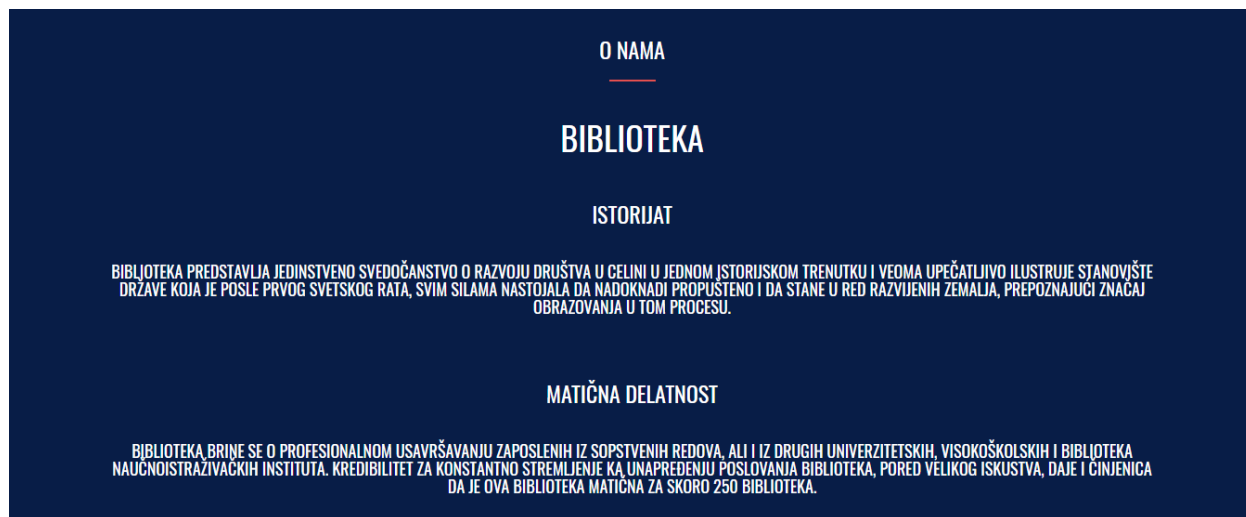 O NAMA
BIBLIOTEKA
ISTORIJAT
BIBLIOTEKA PREDSTAVLJA JEDINSTVENO SVEDOČANSTVO O RAZVOJU DRUŠTVA U CELINI U JEDNOM ISTORIJSKOM TRENUTKU I VEOMA UPEČATLJIVO ILUSTRUJE STANOVIŠTE
DRŽAVE KOJA JE POSLE PRVOG SVETSKOG RATA, SVIM SILAMA NASTOJALA DA NADOKNADI PROPUŠTENO I DA STANE U RED RAZVIJENIH ZEMALJA, PREPOZNAJUĆI ZNAČAJ
OBRAZOVANJA U TOM PROCESU.
MATIČNA DELATNOST
BIBLIOTEKA BRINE SE O PROFESIONALNOM USAVRŠAVANJU ZAPOSLENIH IZ SOPSTVENIH REDOVA, ALI I IZ DRUGIH UNIVERZITETSKIH, VISOKOŠKOLSKIH I BIBLIOTEKA
NAUČNOISTRAŽIVAČKIH INSTITUTA. KREDIBILITET ZA KONSTANTNO STREMLJENJE KA UNAPREĐENJU POSLOVANJA BIBLIOTEKA, PORED VELIKOG ISKUSTVA, DAJE I ČINJENICA
DA JE OVA BIBLIOTEKA MATIČNA ZA SKORO 250 BIBLIOTEKA.